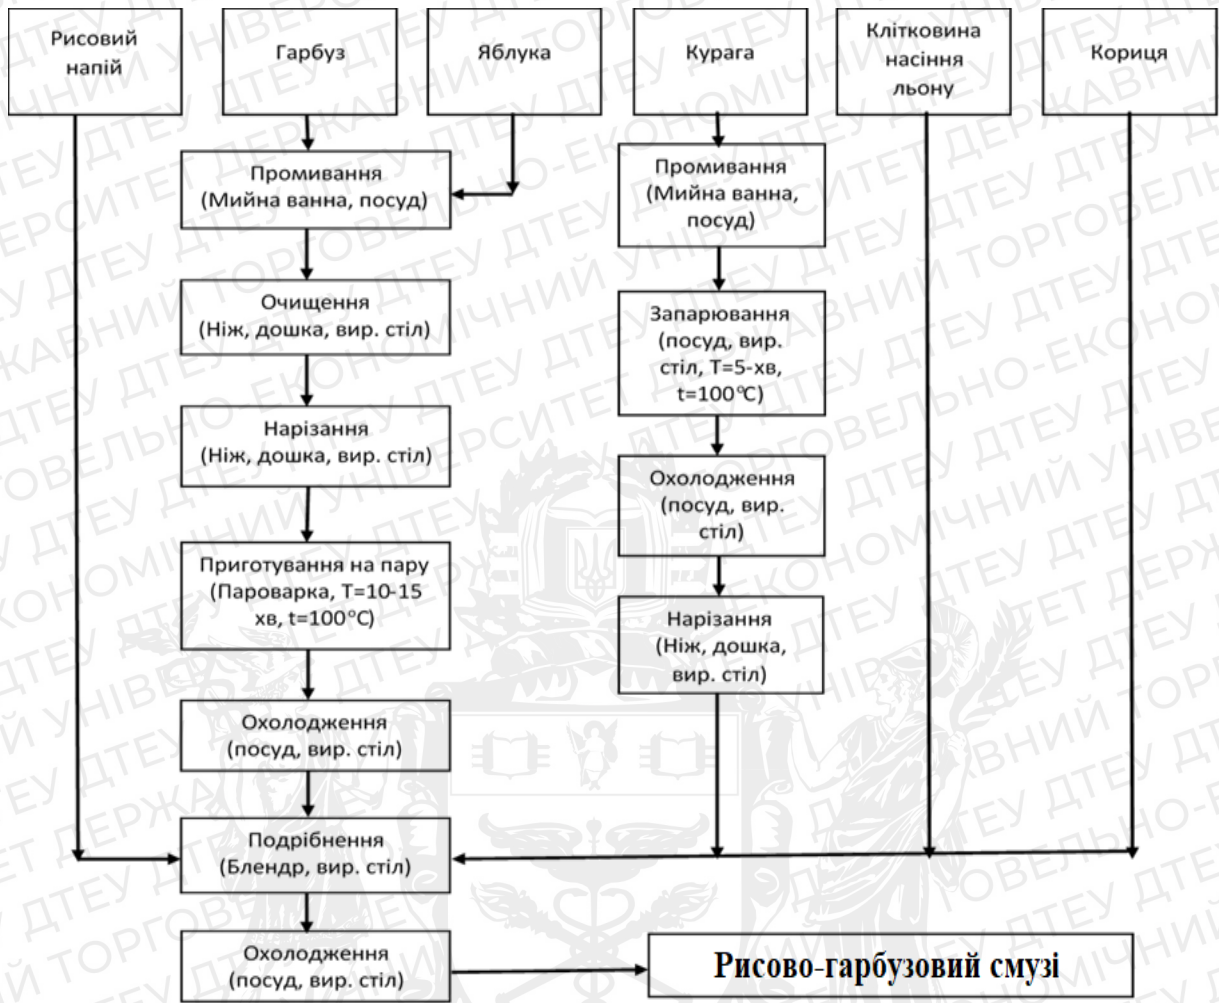 Рисовий
напій
Гарбуз
Яблука
Курага
Клітковина
насіння
льону
Кориця
Промивання
(Мийна ванна, посуд)
Промивання
(Мийна ванна,
посуд)
Очищення
(Ніж, дошка, вир. стіл)
Запарювання
(посуд, вир.
стіл, Т=5-хв,
t=100℃)
Нарізання
(Ніж, дошка, вир. стіл)
Охолодження
(посуд, вир.
стіл)
Приготування на пару
(Пароварка, Т=10-15
хв, t=100°С)
Нарізання
(Ніж, дошка,
вир. стіл)
Охолодження
(посуд, вир. стіл)
Подрібнення
(Блендр, вир. стіл)
Охолодження
(посуд, вир. стіл)
Рисово-гарбузовий смузі